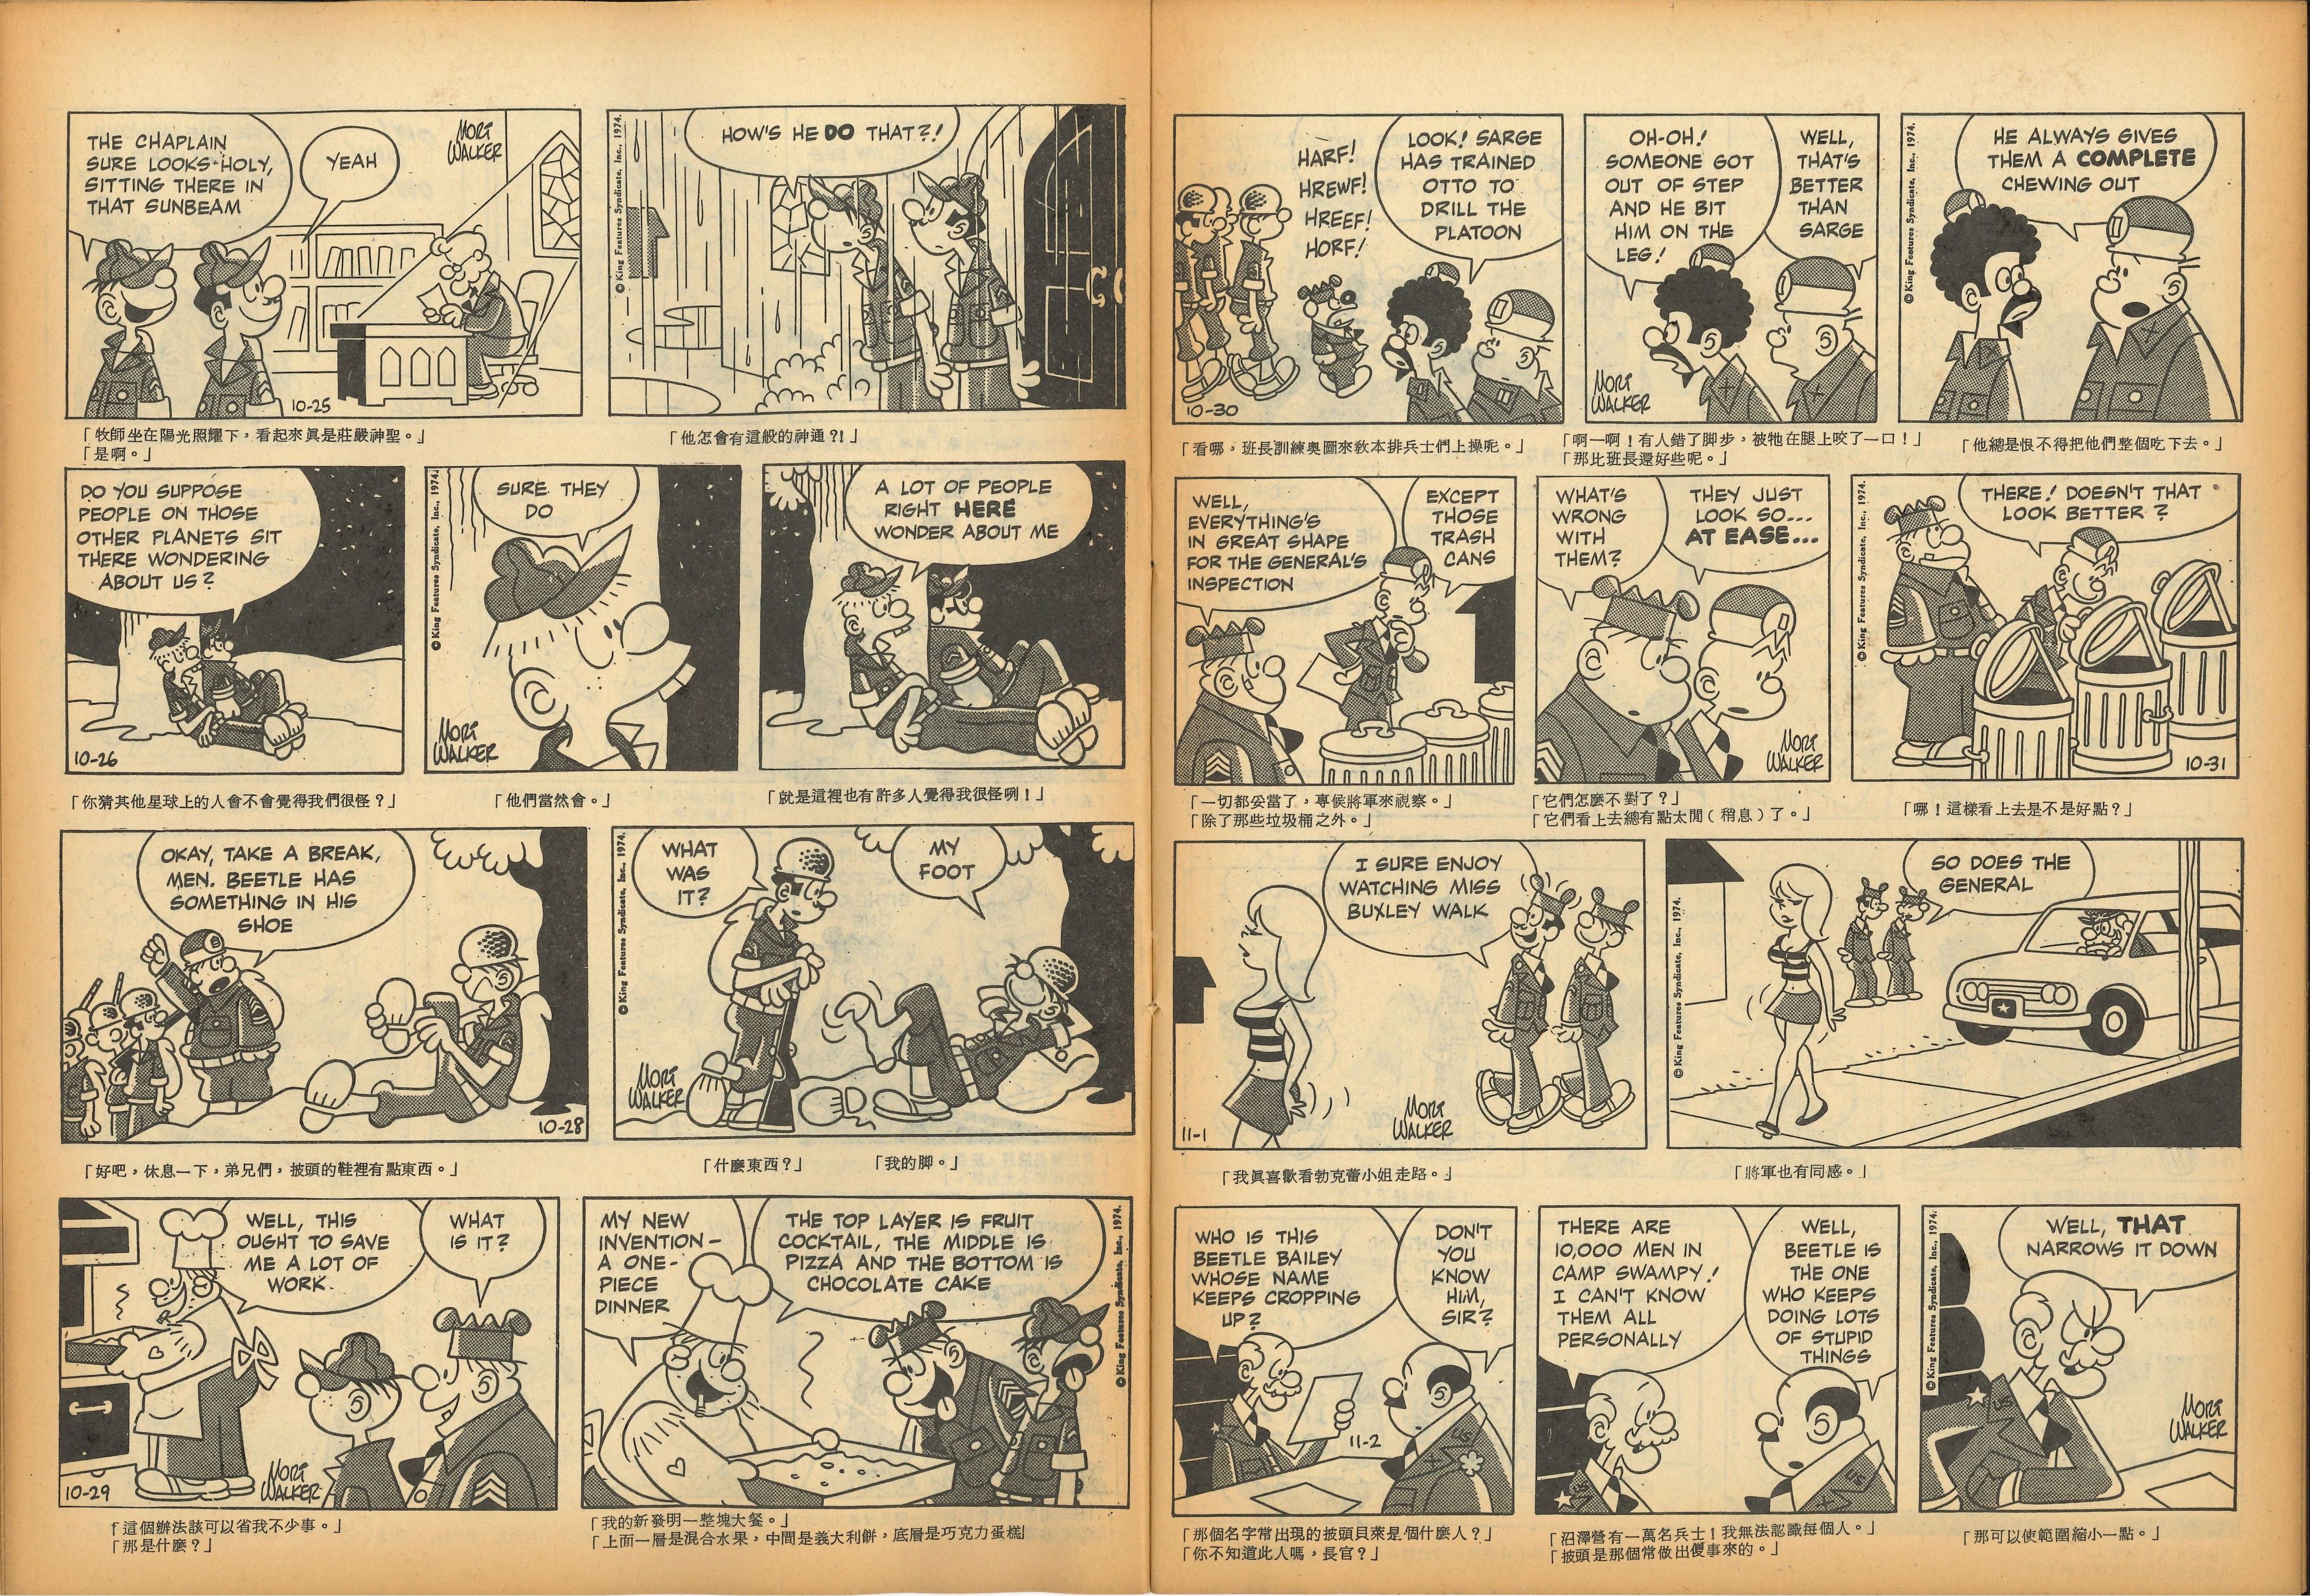 THE CHAPLAIN
SURE LOOKS HOLY,
SITTING THERE IN
THAT SUNBEAM
YEAH
MORT
WALKER
10-25
© King Features Syndicate, Inc., 1974.
HOW'S HE DO THAT?!
「牧師坐在陽光照耀下，看起來眞是莊嚴神聖。」
「是啊。」
「他怎會有這般的神通?!」
DO YOU SUPPOSE
PEOPLE ON THOSE
OTHER PLANETS SIT
THERE WONDERING
ABOUT US?
10-26
© King Features Syndicate, Inc., 1974.
SURE THEY
DO
MORT
WALKER
A LOT OF PEOPLE
RIGHT HERE
WONDER ABOUT ME
「你猜其他星球上的人會不會覺得我們很怪？」
「他們當然會。」
「就是這裡也有許多人覺得我很怪咧！」
OKAY, TAKE A BREAK,
MEN. BEETLE HAS
SOMETHING IN HIS
SHOE
10-28
© King Features Syndicate, Inc., 1974.
WHAT
WAS
IT?
MY
FOOT
MORT
WALKER
「好吧，休息一下，弟兄們，披頭的鞋裡有點東西。」
「什麼東西？」
「我的脚。」
WELL, THIS
OUGHT TO SAVE
ME A LOT OF
WORK.
WHAT
IS IT?
10-29
MORT
WALKER
MY NEW
INVENTION—
A ONE-
PIECE
DINNER
THE TOP LAYER IS FRUIT
COCKTAIL, THE MIDDLE IS
PIZZA AND THE BOTTOM IS
CHOCOLATE CAKE
© King Features Syndicate, Inc., 1974.
「這個辦法該可以省我不少事。」
「那是什麼？」
「我的新發明一整塊大餐。」
「上面一層是混合水果，中間是義大利餅，底層是巧克力蛋糕」
HARF!
HREWF!
HREEF!
HORF!
LOOK! SARGE
HAS TRAINED
OTTO TO
DRILL THE
PLATOON
10-30
OH-OH!
SOMEONE GOT
OUT OF STEP
AND HE BIT
HIM ON THE
LEG!
WELL,
THAT'S
BETTER
THAN
SARGE
MORT
WALKER
© King Features Syndicate, Inc., 1974.
HE ALWAYS GIVES
THEM A COMPLETE
CHEWING OUT
「看哪，班長訓練奥圖來敎本排兵士們上操呢。」
「啊一啊！有人錯了脚步，被牠在腿上咬了一口！」
「那比班長還好些呢。」
「他總是恨不得把他們整個吃下去。」
WELL,
EVERYTHING'S
IN GREAT SHAPE
FOR THE GENERAL'S
INSPECTION
EXCEPT
THOSE
TRASH
CANS
WHAT'S
WRONG
WITH
THEM?
THEY JUST
LOOK SO...
AT EASE...
MORT
WALKER
© King Features Syndicate, Inc., 1974.
THERE! DOESN'T THAT
LOOK BETTER?
10-31
「一切都妥當了，專候將軍來視察。」
「除了那些垃圾桶之外。」
「它們怎麼不對了？」
「它們看上去總有點太閒（稍息）了。」
「哪！這樣看上去是不是好點？」
I SURE ENJOY
WATCHING MISS
BUXLEY WALK
11-1
MORT
WALKER
© King Features Syndicate, Inc., 1974.
SO DOES THE
GENERAL
「我眞喜歡看勃克蕾小姐走路。」
「將軍也有同感。」
WHO IS THIS
BEETLE BAILEY
WHOSE NAME
KEEPS CROPPING
UP?
DON'T
YOU
KNOW
HIM,
SIR?
11-2
THERE ARE
10,000 MEN IN
CAMP SWAMPY!
I CAN'T KNOW
THEM ALL
PERSONALLY
WELL,
BEETLE IS
THE ONE
WHO KEEPS
DOING LOTS
OF STUPID
THINGS
© King Features Syndicate, Inc., 1974.
WELL, THAT
NARROWS IT DOWN
MORT
WALKER
「那個名字常出現的披頭貝萊是個什麼人？」
「你不知道此人嗎，長官？」
「沼澤營有一萬名兵士！我無法認識每個人。」
「披頭是那個常做出傻事來的。」
「那可以使範圍縮小一點。」